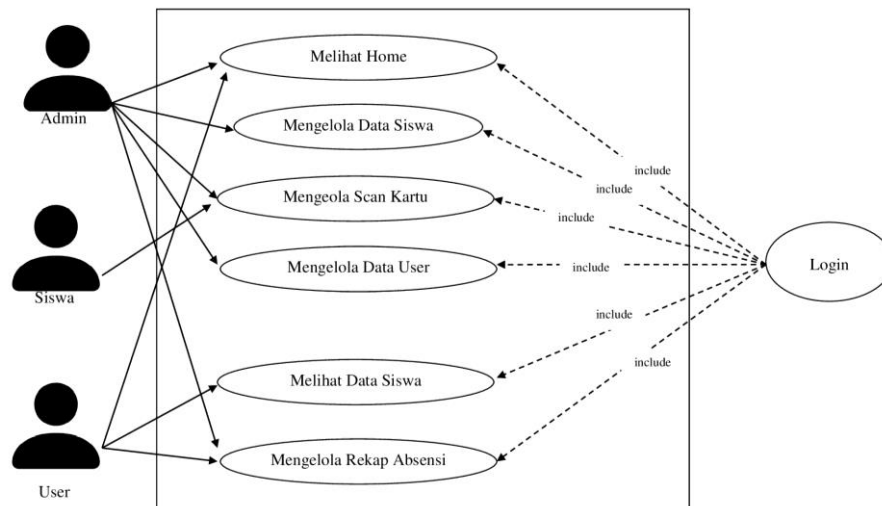 Admin
Siswa
User
Melihat Home
Mengelola Data Siswa
Mengeola Scan Kartu
Mengelola Data User
Melihat Data Siswa
Mengelola Rekap Absensi
include
include
include
include
include
include
Login